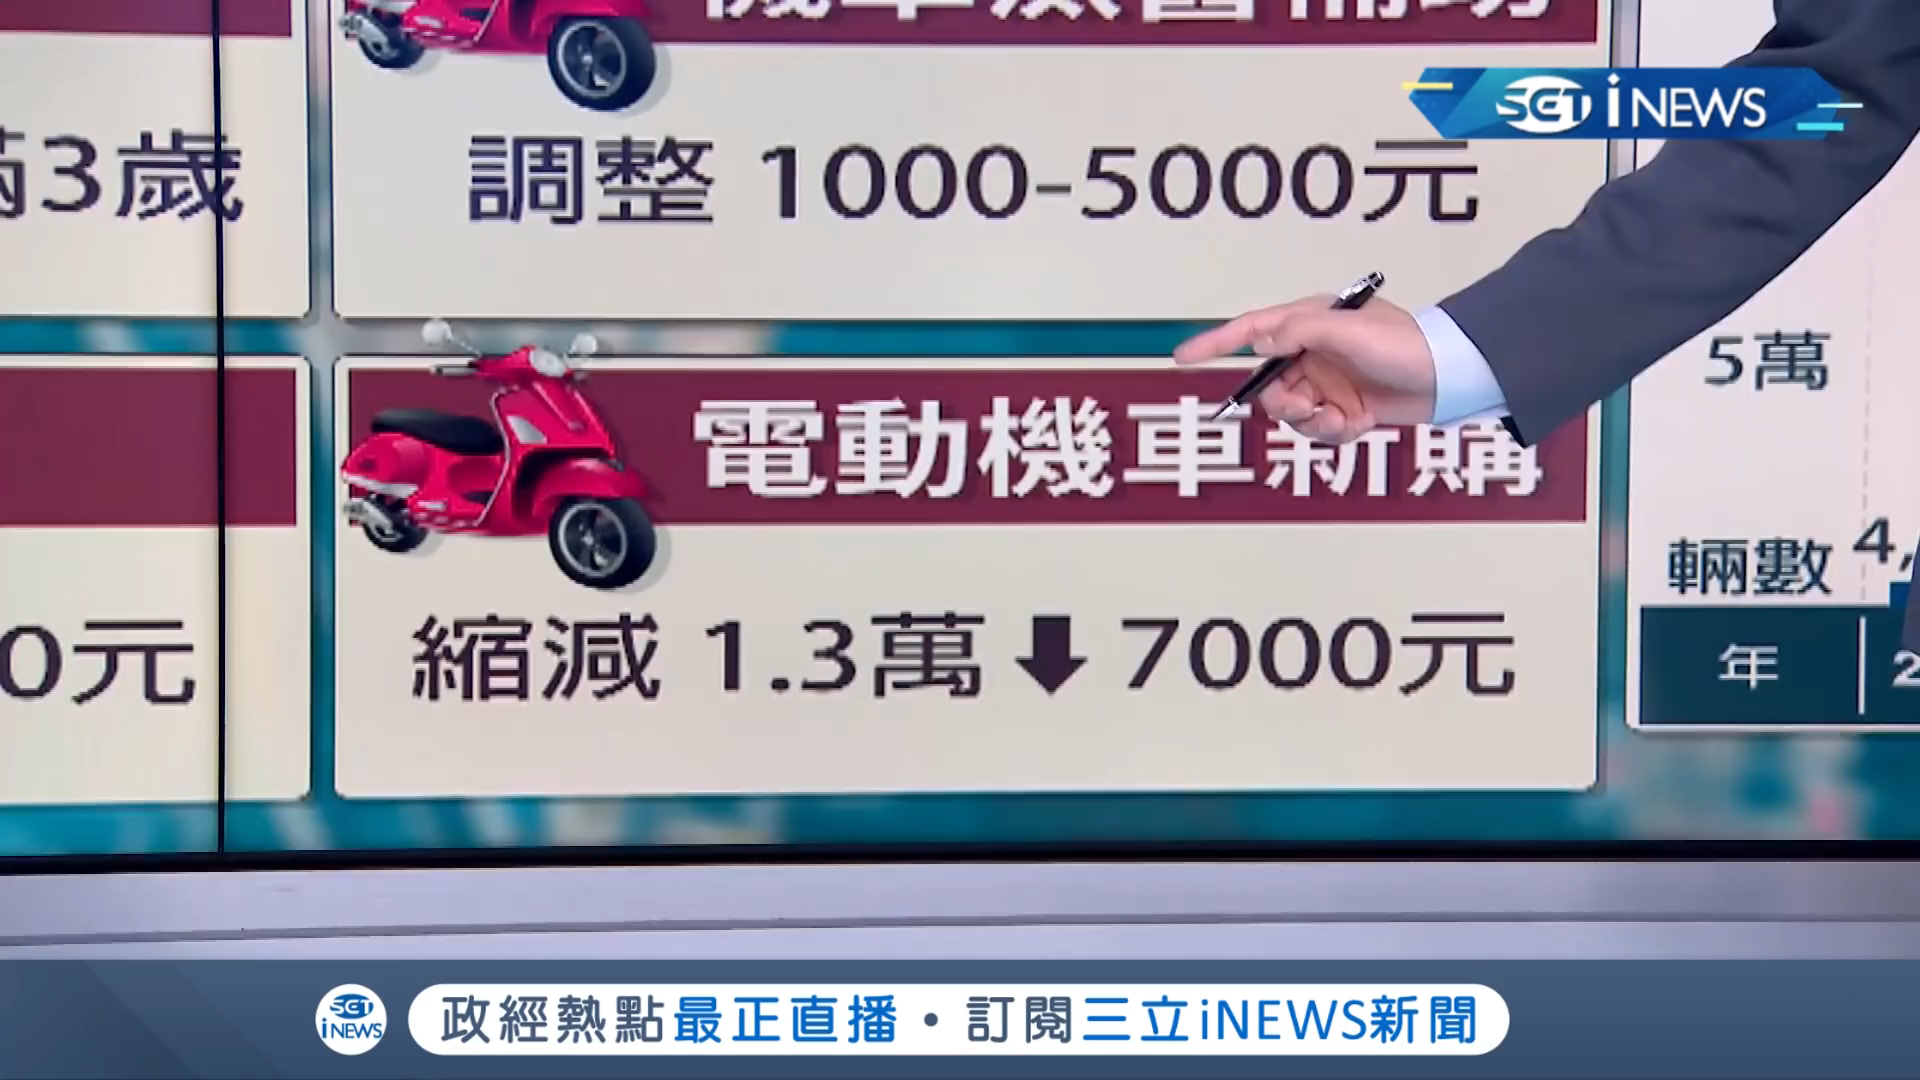 SET iNEWS
滿3歲
調整 1000-5000元
5萬
電動機車新購
輛數
0元
縮減 1.3萬⬇7000元
年
SET iNEWS
政經熱點最正直播・訂閱三立iNEWS新聞